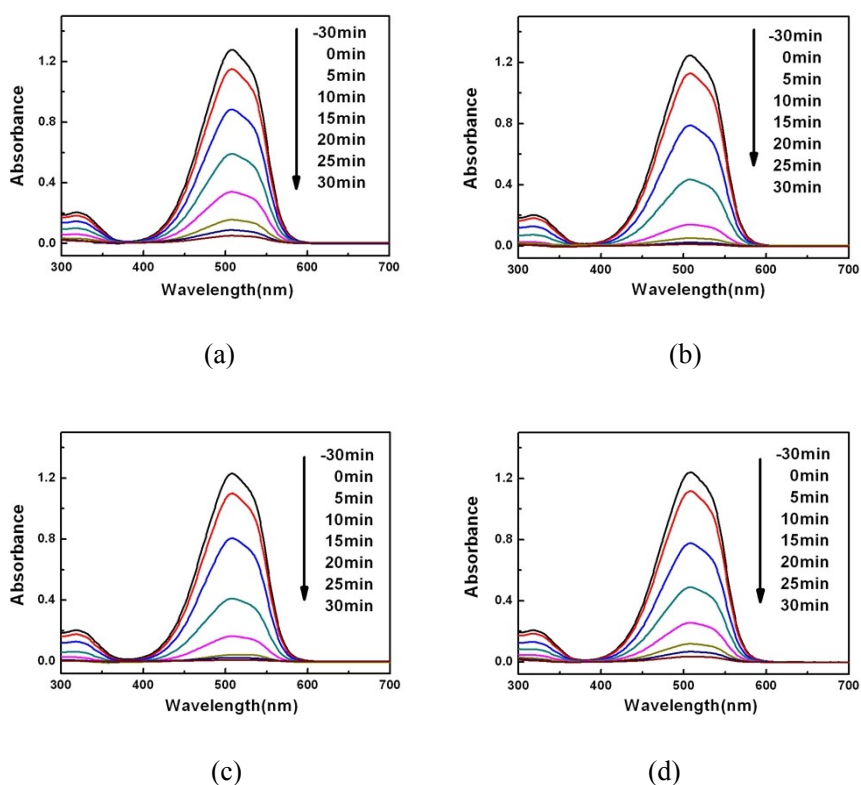 -30min
0min
5min
10min
15min
20min
25min
30min
1.2
0.8
0.4
0.0
Absorbance
300 400 500 600 700
Wavelength(nm)
(a)
-30min
0min
5min
10min
15min
20min
25min
30min
1.2
0.8
0.4
0.0
Absorbance
300 400 500 600 700
Wavelength(nm)
(b)
-30min
0min
5min
10min
15min
20min
25min
30min
1.2
0.8
0.4
0.0
Absorbance
300 400 500 600 700
Wavelength(nm)
(c)
-30min
0min
5min
10min
15min
20min
25min
30min
1.2
0.8
0.4
0.0
Absorbance
300 400 500 600 700
Wavelength(nm)
(d)